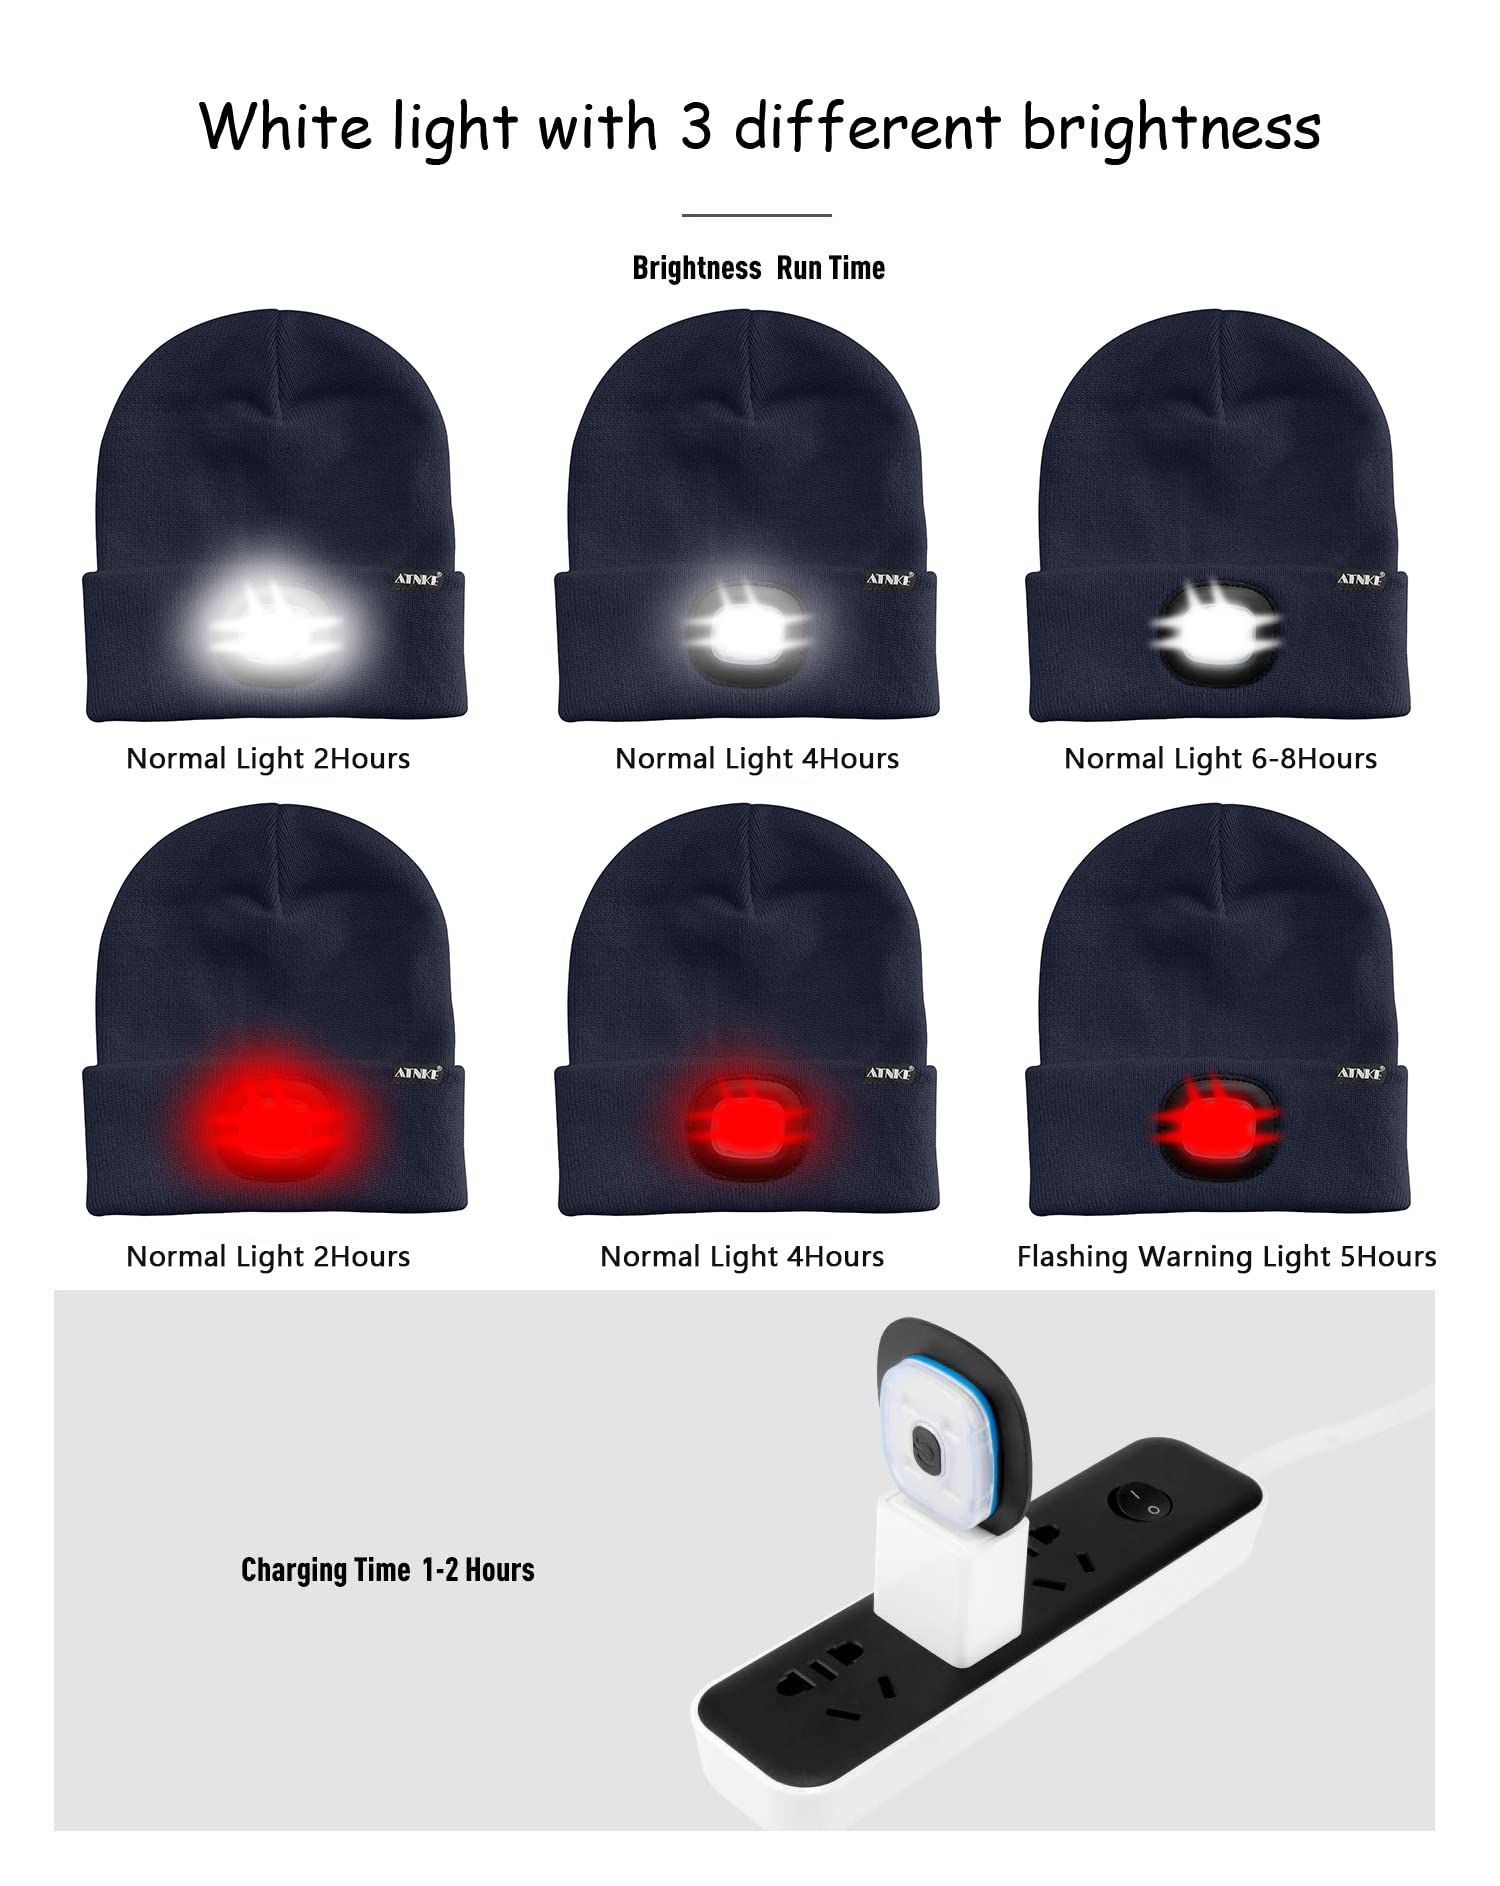 White light with 3 different brightness
Brightness Run Time
ATNKE®
ATNKE®
ATNKE®
Normal Light 2Hours
Normal Light 4Hours
Normal Light 6-8Hours
ATNKE®
ATNKE®
ATNKE®
Normal Light 2Hours
Normal Light 4Hours
Flashing Warning Light 5Hours
Charging Time 1-2 Hours